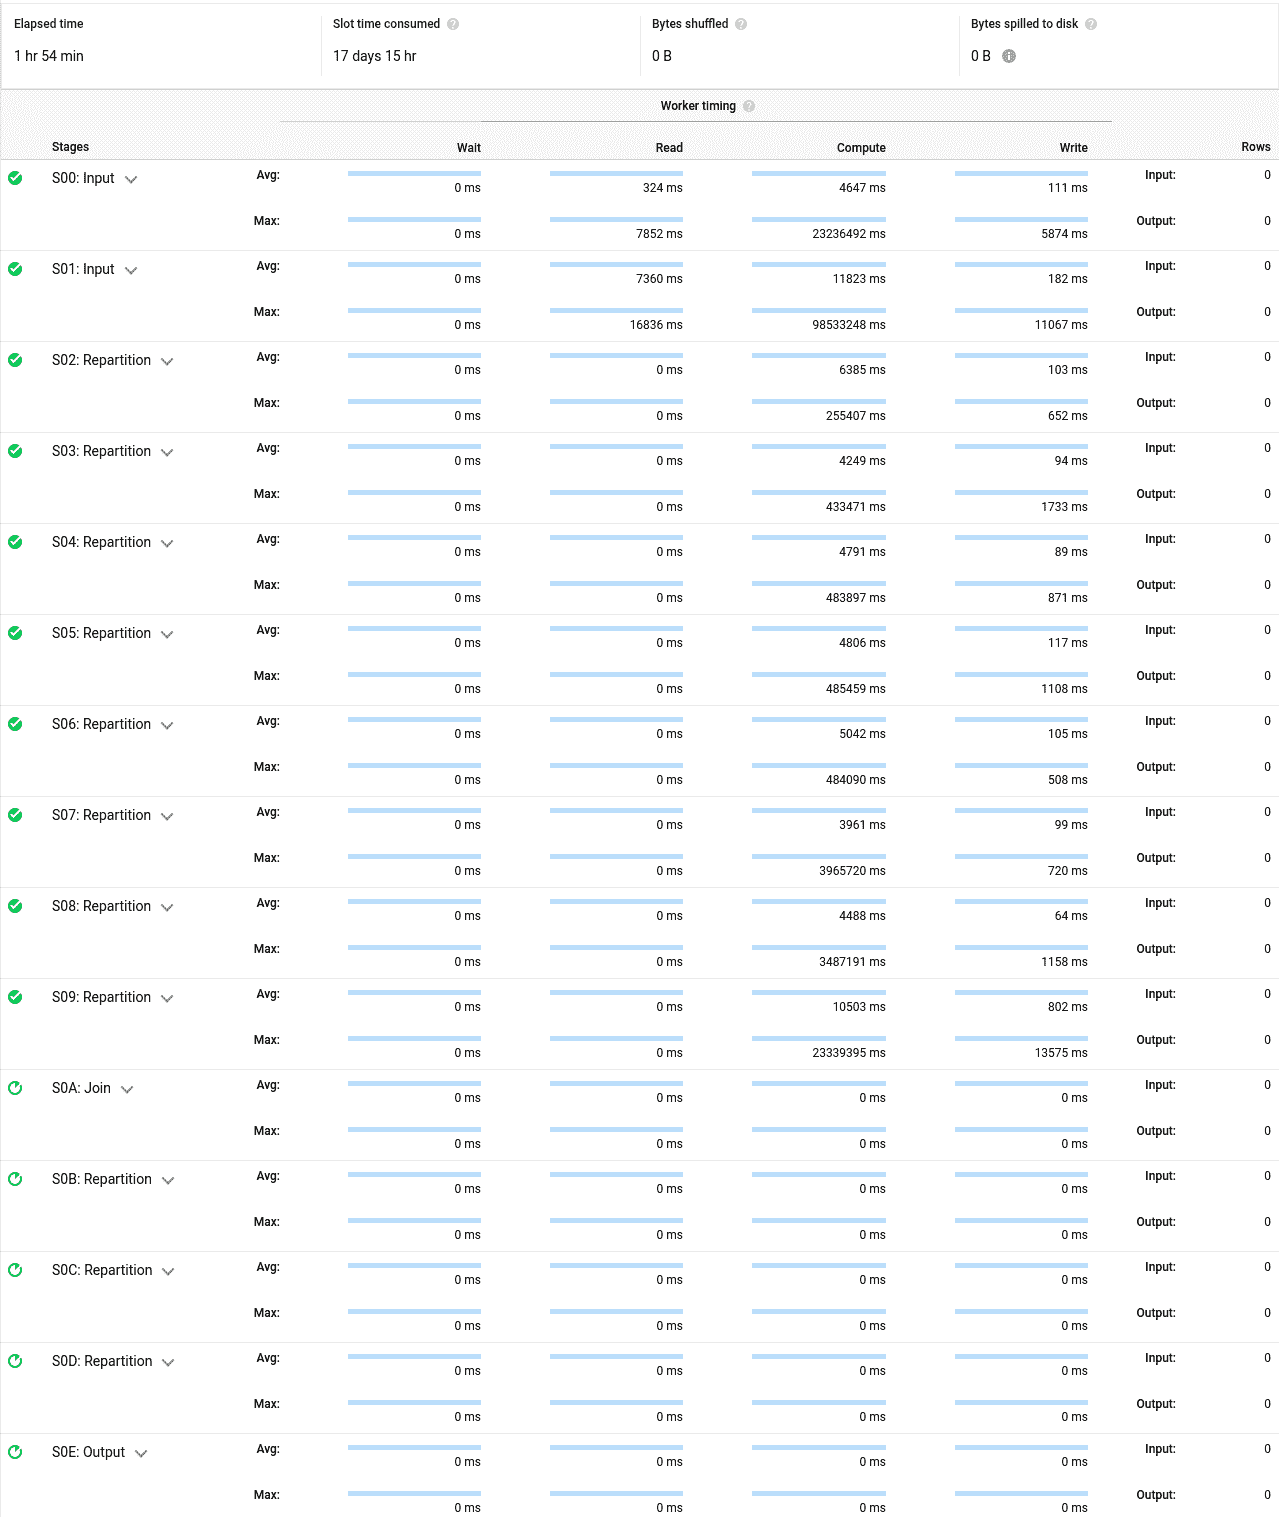 Elapsed time Slot time consumed Bytes shuffled Bytes spilled to disk
1 hr 54 min 17 days 15 hr 0 B 0 B
Worker timing
Stages Wait Read Compute Write Rows
S00: Input Avg: 0 ms 324 ms 4647 ms 111 ms Input: 0
Max: 0 ms 7852 ms 23236492 ms 5874 ms Output: 0
S01: Input Avg: 0 ms 7360 ms 11823 ms 182 ms Input: 0
Max: 0 ms 16836 ms 98533248 ms 11067 ms Output: 0
S02: Repartition Avg: 0 ms 0 ms 6385 ms 103 ms Input: 0
Max: 0 ms 0 ms 255407 ms 652 ms Output: 0
S03: Repartition Avg: 0 ms 0 ms 4249 ms 94 ms Input: 0
Max: 0 ms 0 ms 433471 ms 1733 ms Output: 0
S04: Repartition Avg: 0 ms 0 ms 4791 ms 89 ms Input: 0
Max: 0 ms 0 ms 483897 ms 871 ms Output: 0
S05: Repartition Avg: 0 ms 0 ms 4806 ms 117 ms Input: 0
Max: 0 ms 0 ms 485459 ms 1108 ms Output: 0
S06: Repartition Avg: 0 ms 0 ms 5042 ms 105 ms Input: 0
Max: 0 ms 0 ms 484090 ms 508 ms Output: 0
S07: Repartition Avg: 0 ms 0 ms 3961 ms 99 ms Input: 0
Max: 0 ms 0 ms 3965720 ms 720 ms Output: 0
S08: Repartition Avg: 0 ms 0 ms 4488 ms 64 ms Input: 0
Max: 0 ms 0 ms 3487191 ms 1158 ms Output: 0
S09: Repartition Avg: 0 ms 0 ms 10503 ms 802 ms Input: 0
Max: 0 ms 0 ms 23339395 ms 13575 ms Output: 0
S0A: Join Avg: 0 ms 0 ms 0 ms 0 ms Input: 0
Max: 0 ms 0 ms 0 ms 0 ms Output: 0
S0B: Repartition Avg: 0 ms 0 ms 0 ms 0 ms Input: 0
Max: 0 ms 0 ms 0 ms 0 ms Output: 0
S0C: Repartition Avg: 0 ms 0 ms 0 ms 0 ms Input: 0
Max: 0 ms 0 ms 0 ms 0 ms Output: 0
S0D: Repartition Avg: 0 ms 0 ms 0 ms 0 ms Input: 0
Max: 0 ms 0 ms 0 ms 0 ms Output: 0
S0E: Output Avg: 0 ms 0 ms 0 ms 0 ms Input: 0
Max: 0 ms 0 ms 0 ms 0 ms Output: 0